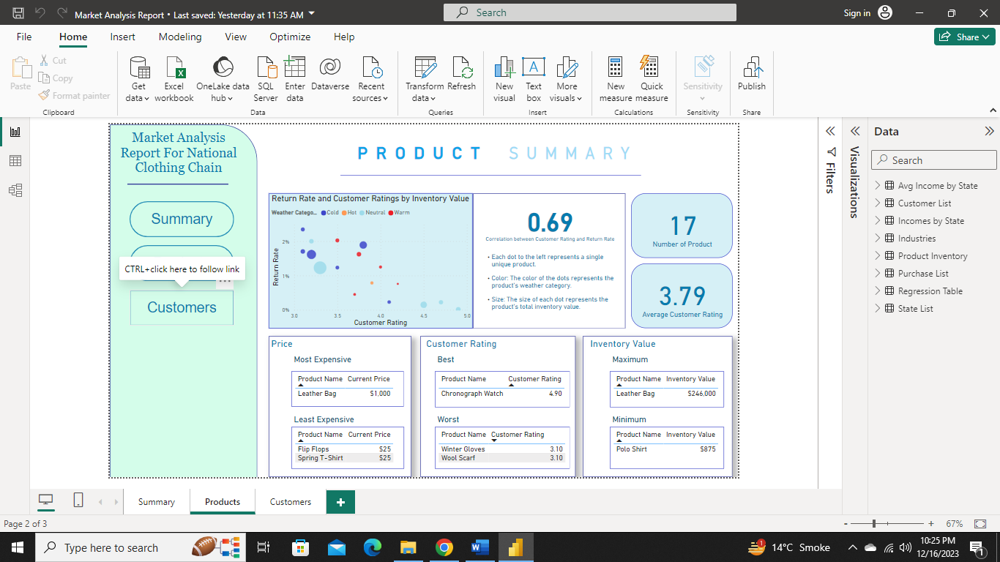 Market Analysis Report • Last saved: Yesterday at 11:35 AM
Search
Sign in
File Home Insert Modeling View Optimize Help
Share
Paste
Cut
Copy
Format painter
Clipboard
Get data
Excel workbook
OneLake data hub
SQL Server
Enter data
Dataverse
Recent sources
Data
Transform data
Refresh
Queries
New visual
Text box
More visuals
Insert
New measure
Quick measure
Calculations
Sensitivity
Sensitivity
Publish
Share
Market Analysis
Report For National
Clothing Chain
Summary
CTRL+click here to follow link
Customers
PRODUCT SUMMARY
Return Rate and Customer Ratings by Inventory Value
Weather Catego... Cold Hot Neutral Warm
Return Rate
2%
1%
0%
3.0 3.5 4.0 4.5 5.0
Customer Rating
0.69
Correlation between Customer Rating and Return Rate
• Each dot to the left represents a single
unique product.
• Color: The color of the dots represents the
product's weather category.
• Size: The size of each dot represents the
product's total inventory value.
17
Number of Product
3.79
Average Customer Rating
Price
Most Expensive
Product Name Current Price
Leather Bag $1,000
Least Expensive
Product Name Current Price
Flip Flops $25
Spring T-Shirt $25
Customer Rating
Best
Product Name Customer Rating
Chronograph Watch 4.90
Worst
Product Name Customer Rating
Winter Gloves 3.10
Wool Scarf 3.10
Inventory Value
Maximum
Product Name Inventory Value
Leather Bag $246,000
Minimum
Product Name Inventory Value
Polo Shirt $875
Filters
Visualizations
Data
Search
Avg Income by State
Customer List
Incomes by State
Industries
Product Inventory
Purchase List
Regression Table
State List
Summary Products Customers
Page 2 of 3
- + 67%
Type here to search
1
14°C Smoke
10:25 PM
12/16/2023
1